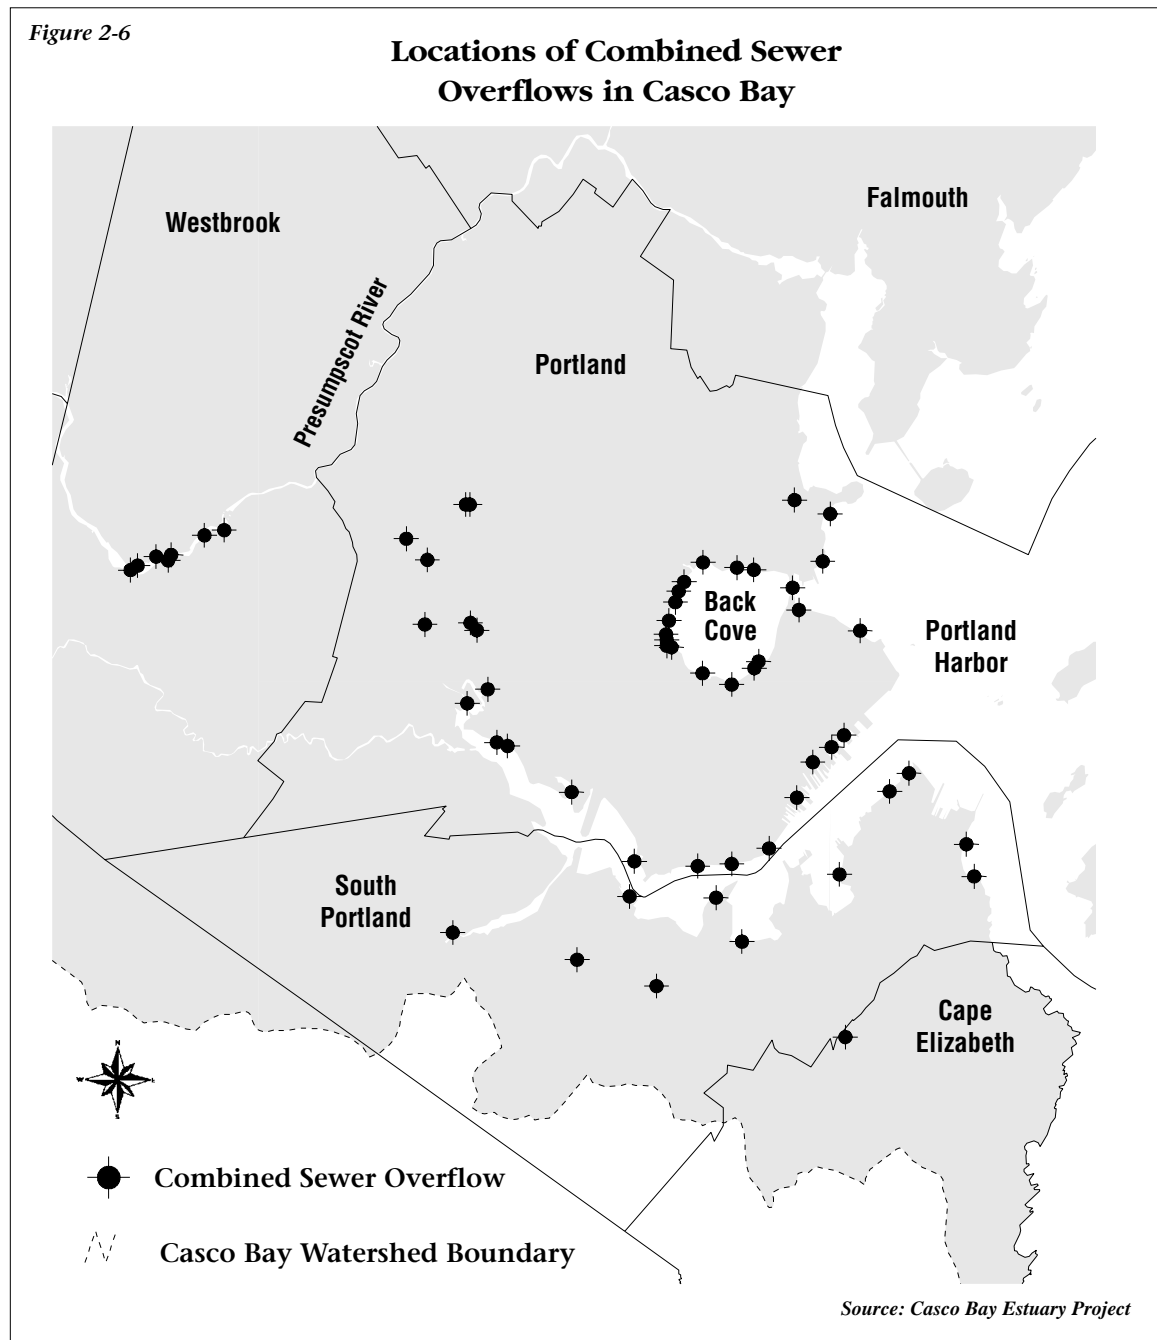 Figure 2-6
Locations of Combined Sewer
Overflows in Casco Bay
Falmouth
Westbrook
Presumpscot River
Portland
Back
Cove
Portland
Harbor
South
Portland
Cape
Elizabeth
N
W
E
S
Combined Sewer Overflow
Casco Bay Watershed Boundary
Source: Casco Bay Estuary Project